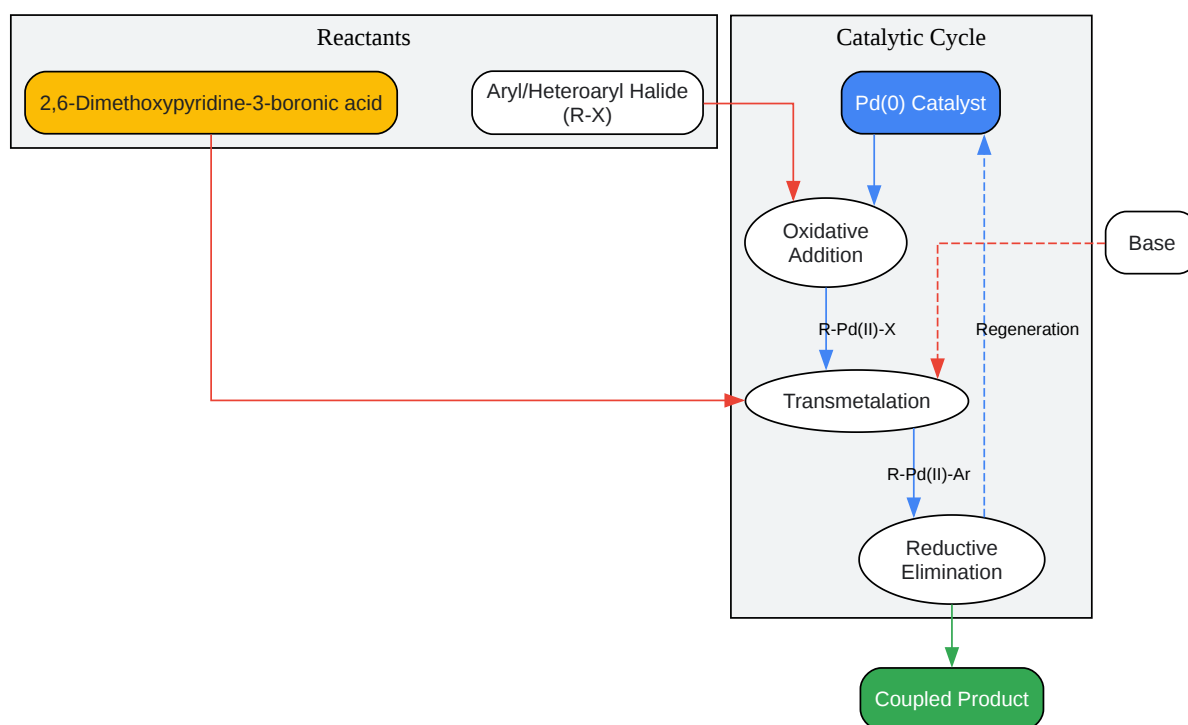 Reactants
Catalytic Cycle
2,6-Dimethoxypyridine-3-boronic acid
Aryl/Heteroaryl Halide
(R-X)
Pd(0) Catalyst
Oxidative
Addition
Base
R-Pd(II)-X
Regeneration
Transmetalation
R-Pd(II)-Ar
Reductive
Elimination
Coupled Product